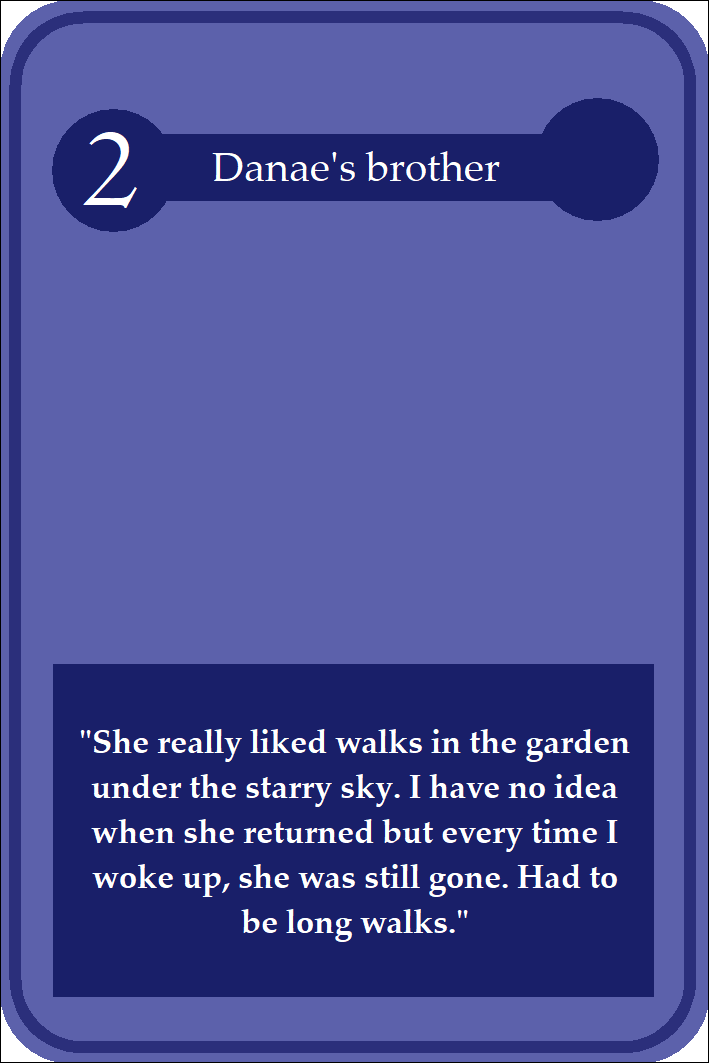 2
Danae's brother
"She really liked walks in the garden
under the starry sky. I have no idea
when she returned but every time I
woke up, she was still gone. Had to
be long walks."